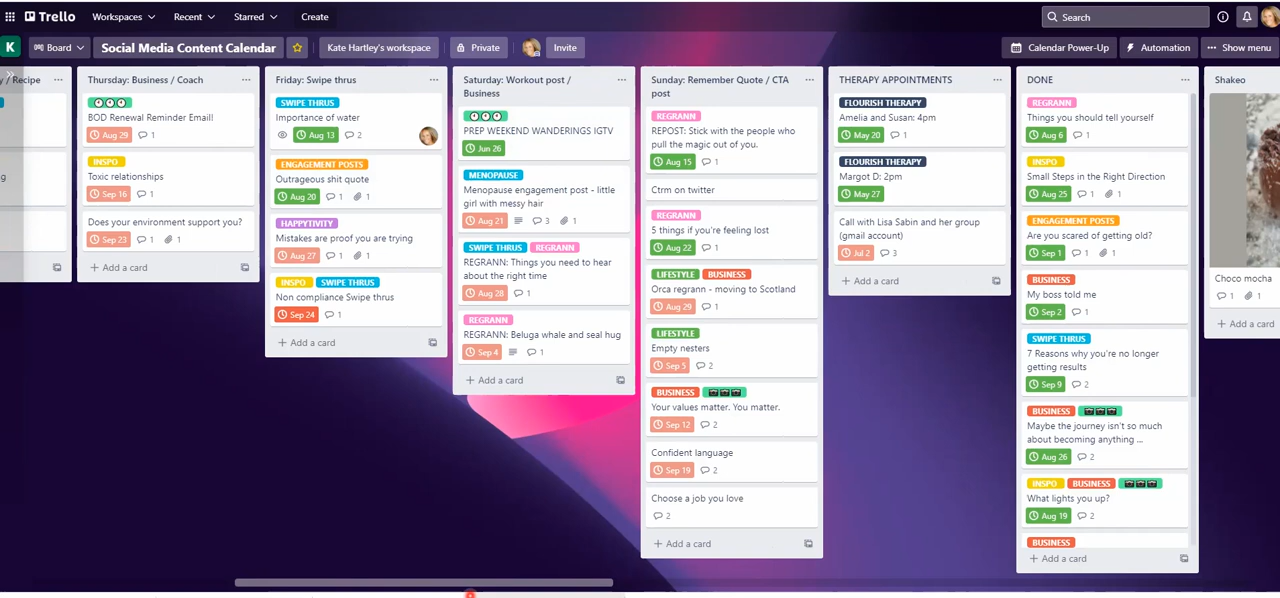 Trello
Workspaces
Recent
Starred
Create
Search
K
Board
Social Media Content Calendar
Kate Hartley's workspace
Private
Invite
Calendar Power-Up
Automation
Show menu
/ Recipe
g
Thursday: Business / Coach
BOD Renewal Reminder Email!
Aug 29
1
INSPO
Toxic relationships
Sep 16
1
Does your environment support you?
Sep 23
1
1
+ Add a card
Friday: Swipe thrus
SWIPE THRUS
Importance of water
Aug 13
2
ENGAGEMENT POSTS
Outrageous shit quote
Aug 20
1
1
HAPPYTIVITY
Mistakes are proof you are trying
Aug 27
1
1
INSPO
SWIPE THRUS
Non compliance Swipe thrus
Sep 24
1
+ Add a card
Saturday: Workout post /
Business
PREP WEEKEND WANDERINGS IGTV
Jun 26
MENOPAUSE
Menopause engagement post - little
girl with messy hair
Aug 21
3
1
SWIPE THRUS
REGRANN
REGRANN: Things you need to hear
about the right time
Aug 28
1
REGRANN
REGRANN: Beluga whale and seal hug
Sep 4
1
+ Add a card
Sunday: Remember Quote / CTA
post
REGRANN
REPOST: Stick with the people who
pull the magic out of you.
Aug 15
1
Ctrm on twitter
REGRANN
5 things if you're feeling lost
Aug 22
1
LIFESTYLE
BUSINESS
Orca regrann - moving to Scotland
Aug 29
1
LIFESTYLE
Empty nesters
Sep 5
2
BUSINESS
Your values matter. You matter.
Sep 12
2
Confident language
Sep 19
2
Choose a job you love
2
+ Add a card
THERAPY APPOINTMENTS
FLOURISH THERAPY
Amelia and Susan: 4pm
May 20
1
FLOURISH THERAPY
Margot D: 2pm
May 27
Call with Lisa Sabin and her group
(gmail account)
Jul 2
3
+ Add a card
DONE
REGRANN
Things you should tell yourself
Aug 6
1
INSPO
Small Steps in the Right Direction
Aug 25
1
1
ENGAGEMENT POSTS
Are you scared of getting old?
Sep 1
1
1
BUSINESS
My boss told me
Sep 2
1
SWIPE THRUS
7 Reasons why you're no longer
getting results
Sep 9
2
BUSINESS
Maybe the journey isn't so much
about becoming anything ...
Aug 26
2
INSPO
BUSINESS
What lights you up?
Aug 19
2
BUSINESS
+ Add a card
Shakeo
Choco mocha
1
1
+ Add a card